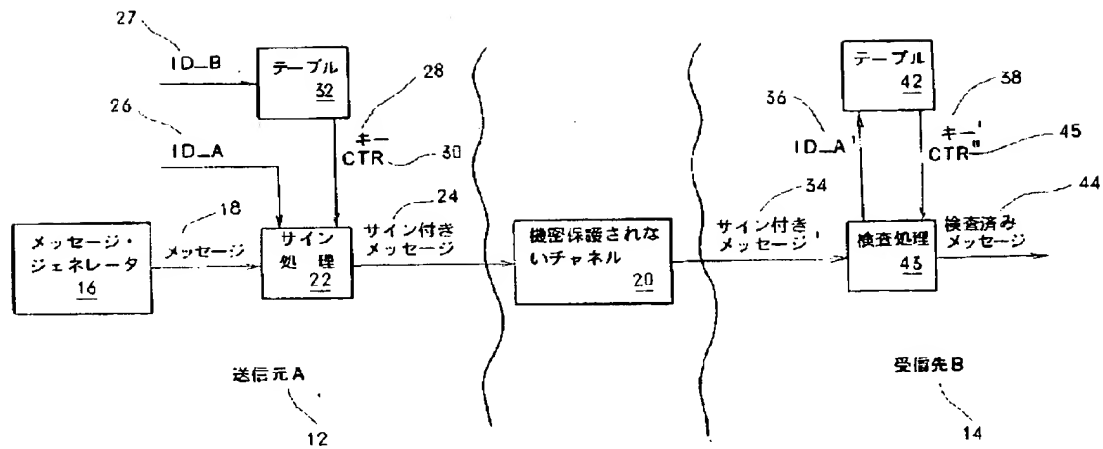 27
ID_B
テーブル
32
28
26
キー
CTR
30
ID_A
18
メッセージ
24
サイン付き
メッセージ
メッセージ・
ジェネレータ
16
サイン
処 理
22
機密保護されな
いチャネル
20
テーブル
42
36
38
ID_A'
キー'
CTR"
45
34
サイン付き
メッセージ'
44
検査済み
メッセージ
検査処理
43
送信元A
12
受信先B
14